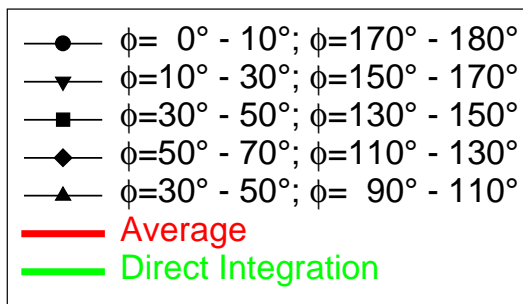 ϕ= 0° - 10°; ϕ=170° - 180°
ϕ=10° - 30°; ϕ=150° - 170°
ϕ=30° - 50°; ϕ=130° - 150°
ϕ=50° - 70°; ϕ=110° - 130°
ϕ=30° - 50°; ϕ= 90° - 110°
Average
Direct Integration